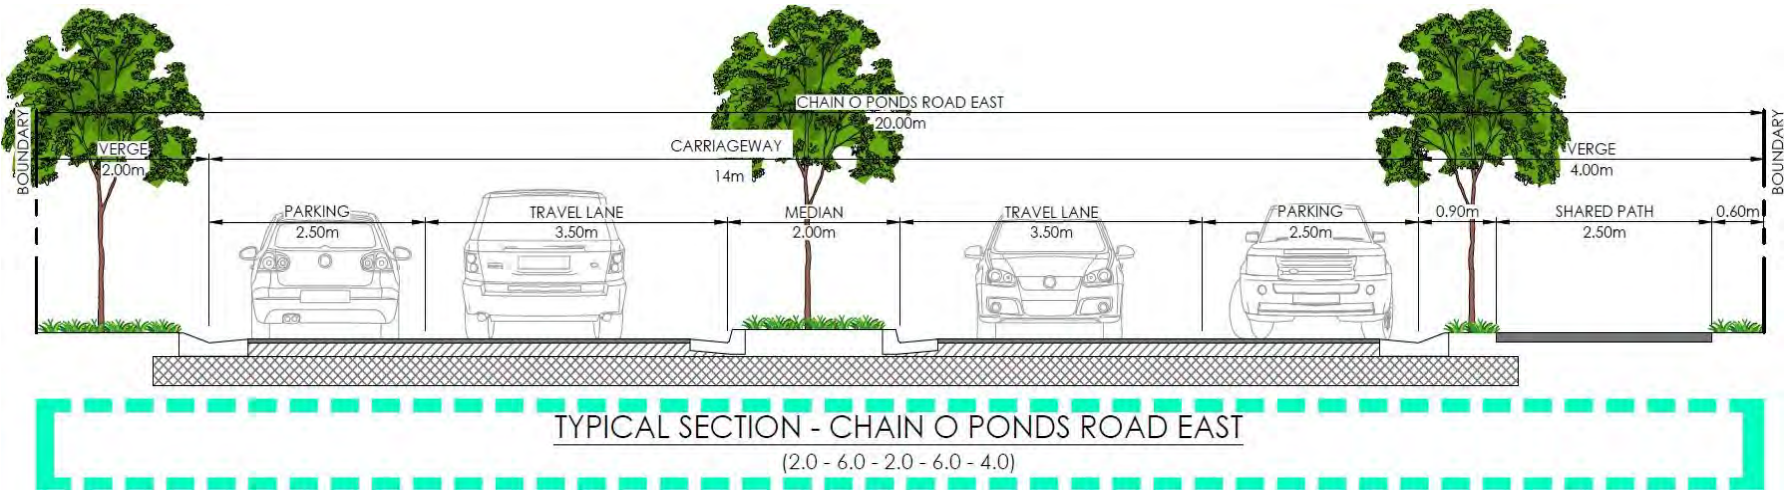 CHAIN O PONDS ROAD EAST
20.00m
BOUNDARY
VERGE
2.00m
CARRIAGEWAY
14m
VERGE
4.00m
BOUNDARY
PARKING
2.50m
TRAVEL LANE
3.50m
MEDIAN
2.00m
TRAVEL LANE
3.50m
PARKING
2.50m
0.90m
SHARED PATH
2.50m
0.60m
TYPICAL SECTION - CHAIN O PONDS ROAD EAST
(2.0 - 6.0 - 2.0 - 6.0 - 4.0)